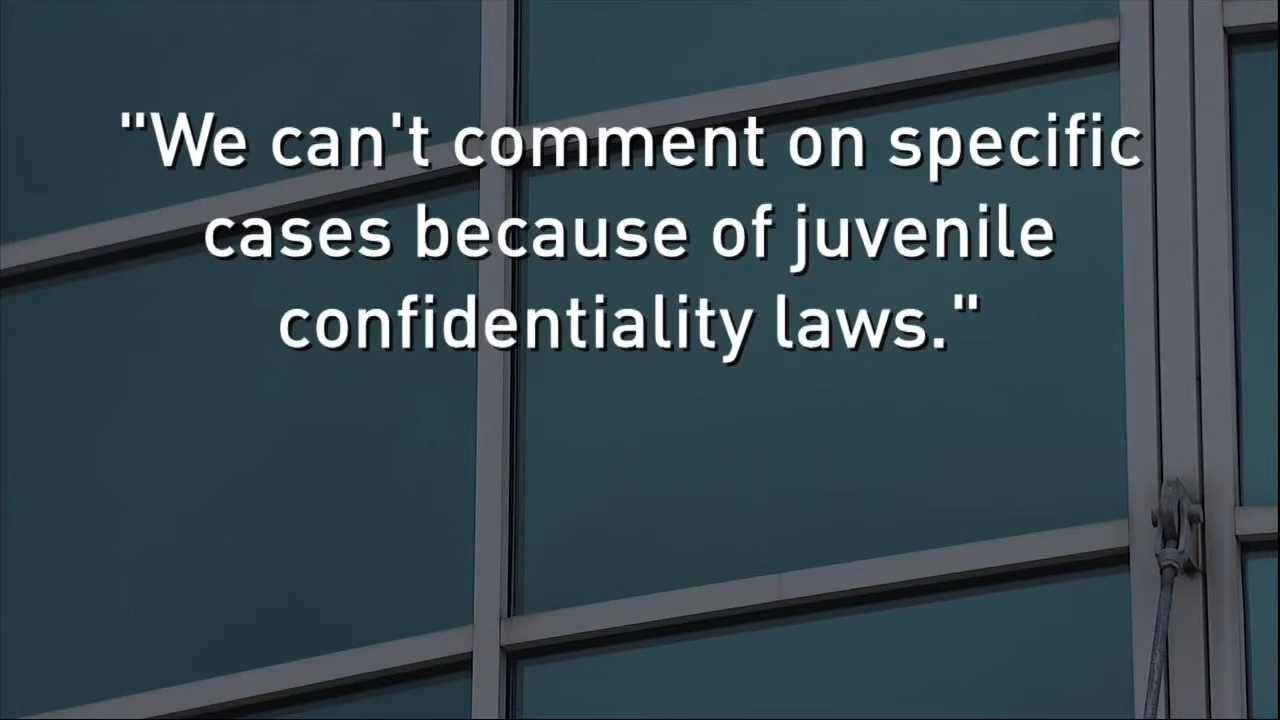 "We can't comment on specific
cases because of juvenile
confidentiality laws."